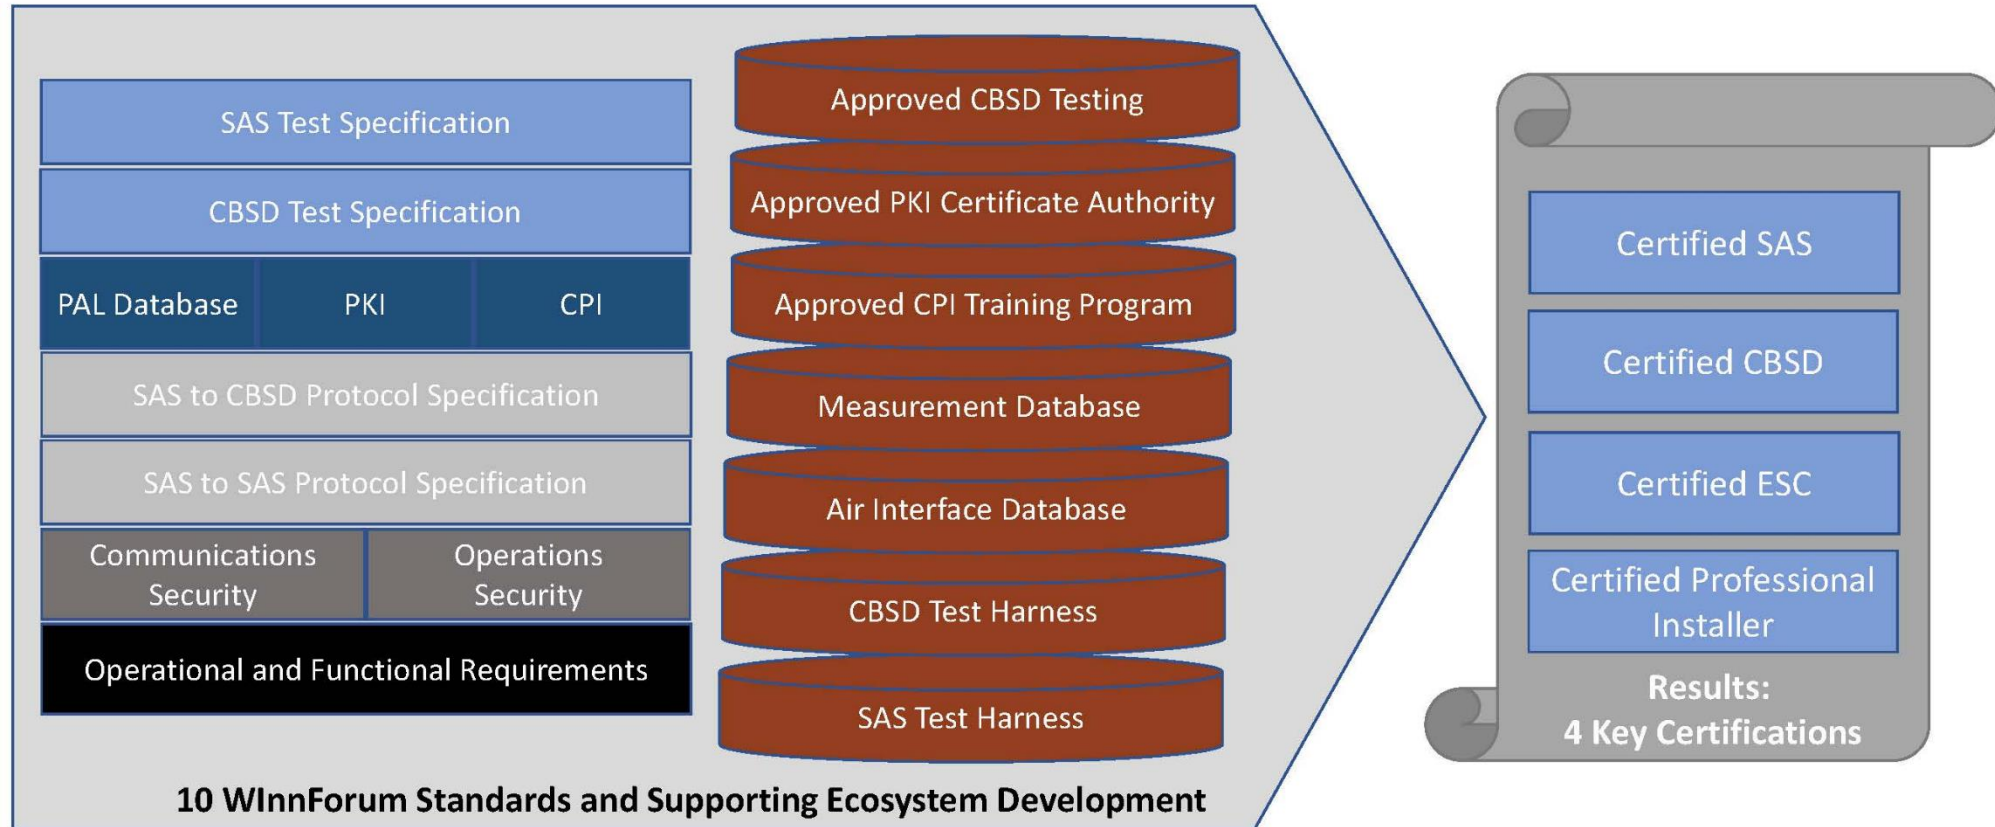 SAS Test Specification
CBSD Test Specification
PAL Database
PKI
CPI
SAS to CBSD Protocol Specification
SAS to SAS Protocol Specification
Communications
Security
Operations
Security
Operational and Functional Requirements
Approved CBSD Testing
Approved PKI Certificate Authority
Approved CPI Training Program
Measurement Database
Air Interface Database
CBSD Test Harness
SAS Test Harness
10 WInnForum Standards and Supporting Ecosystem Development
Certified SAS
Certified CBSD
Certified ESC
Certified Professional
Installer
Results:
4 Key Certifications